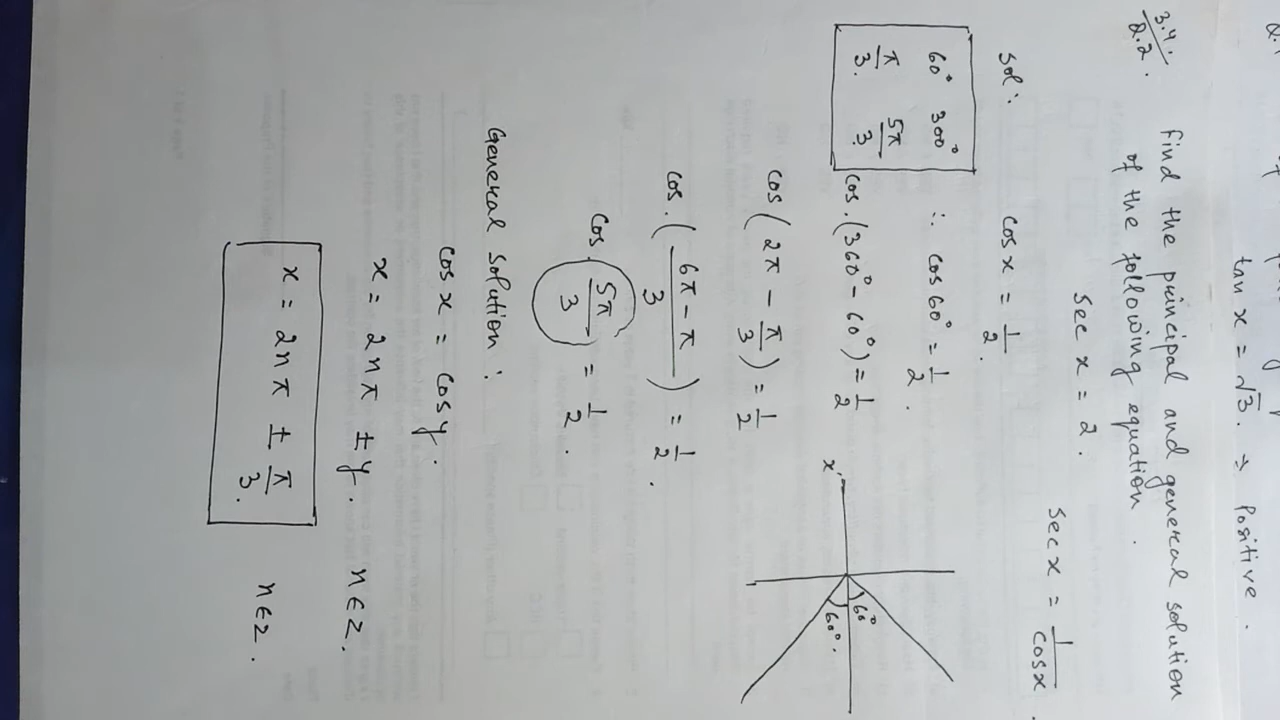 tan x = √3. ⇒ Positive.
3.4.
Q.2.
Find the principal and general solution
of the following equation.
sec x = 2.
sec x = 1/cos x.
Sol:
cos x = 1/2.
60° 300°
π/3. 5π/3.
∴ cos 60° = 1/2.
cos.(360° - 60°) = 1/2
cos (2π - π/3) = 1/2
cos. (6π - π / 3) = 1/2.
cos. 5π/3 = 1/2.
x'
60°
60°.
General Solution:
cos x = cos y.
x = 2nπ ± y. n∈Z.
x = 2nπ ± π/3. n∈Z.